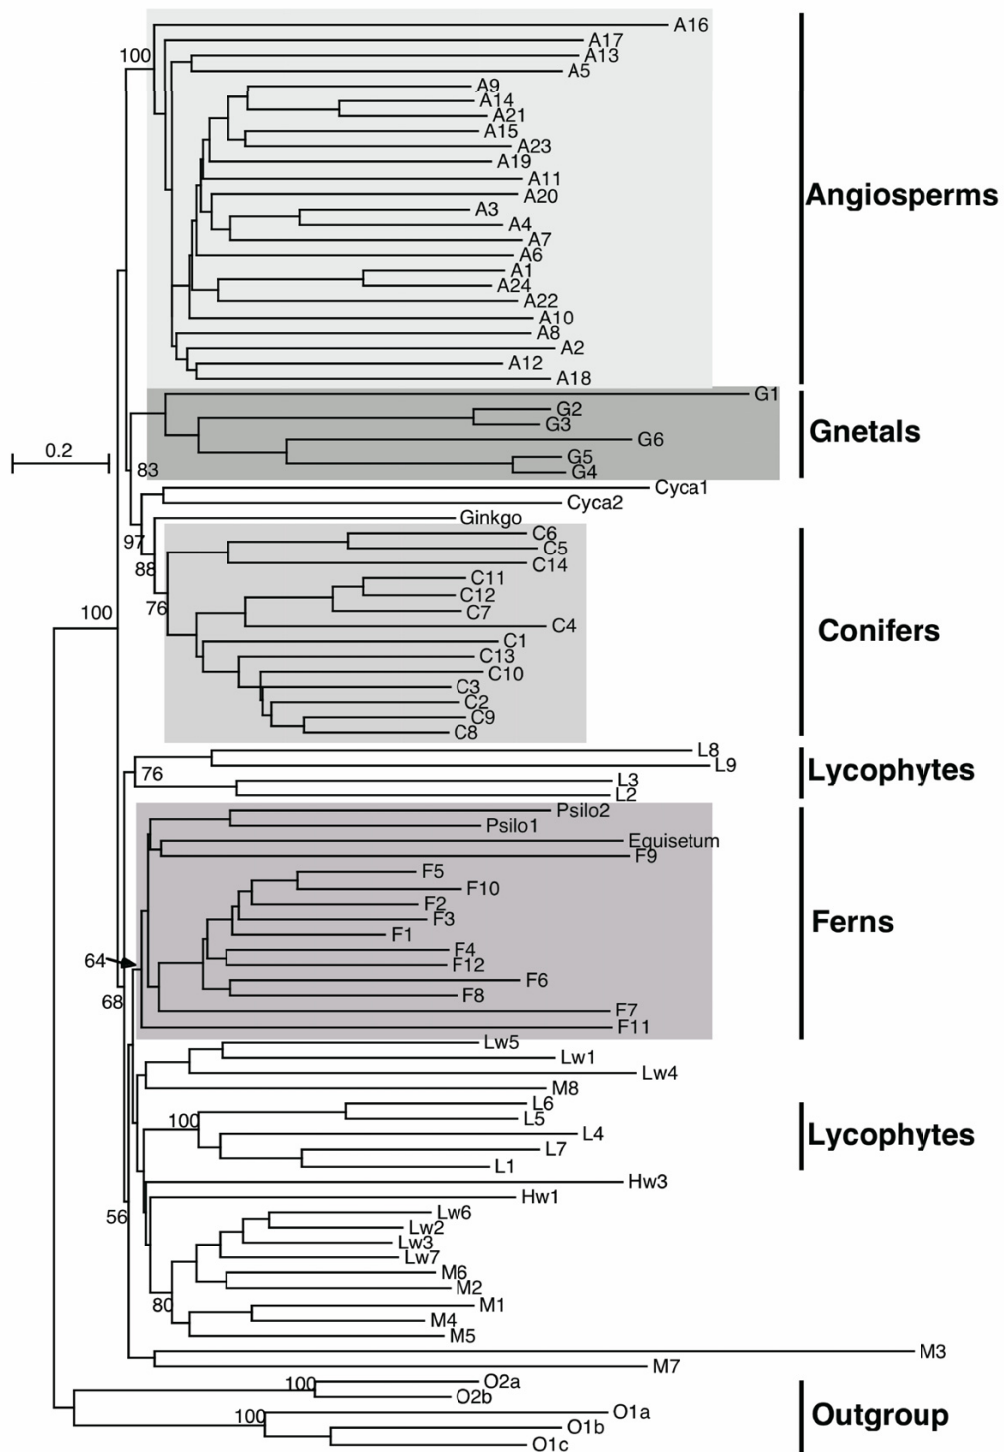 A16
100
A17
A13
A5
A9
A14
A21
A15
A23
A19
A11
A20
Angiosperms
A3
A4
A7
A6
A1
A24
A22
A10
A8
A2
A12
A18
G1
G2
G3
Gnetals
G6
0.2
G5
83
G4
Cyca1
Cyca2
Ginkgo
C6
97
C5
C14
88
C11
C12
76
C7
100
C4
Conifers
C1
C13
C10
C3
C2
C9
C8
L8
L9
76
Lycophytes
L3
L2
Psilo2
Psilo1
Equisetum
F9
F5
F10
F2
F3
Ferns
F1
F4
64
F12
F6
F8
68
F7
F11
Lw5
Lw1
Lw4
M8
L6
L5
100
L4
Lycophytes
L7
L1
Hw3
Hw1
56
Lw6
Lw2
Lw3
Lw7
M6
M2
80
M1
M4
M5
M3
M7
O2a
100
O2b
O1a
100
Outgroup
O1b
O1c